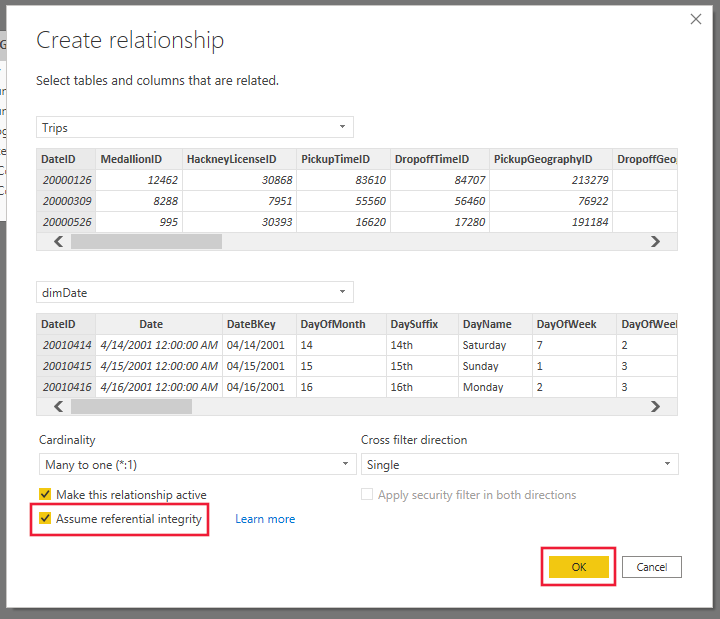 Create relationship
Select tables and columns that are related.
Trips
DateID MedallionID HackneyLicenseID PickupTimeID DropoffTimeID PickupGeographyID DropoffGeo
20000126 12462 30868 83610 84707 213279
20000309 8288 7951 55560 56460 76922
20000526 995 30393 16620 17280 191184
dimDate
DateID Date DateBKey DayOfMonth DaySuffix DayName DayOfWeek DayOfWeek
20010414 4/14/2001 12:00:00 AM 04/14/2001 14 14th Saturday 7 2
20010415 4/15/2001 12:00:00 AM 04/15/2001 15 15th Sunday 1 3
20010416 4/16/2001 12:00:00 AM 04/16/2001 16 16th Monday 2 3
Cardinality Cross filter direction
Many to one (*:1) Single
Make this relationship active Apply security filter in both directions
Assume referential integrity Learn more
OK Cancel